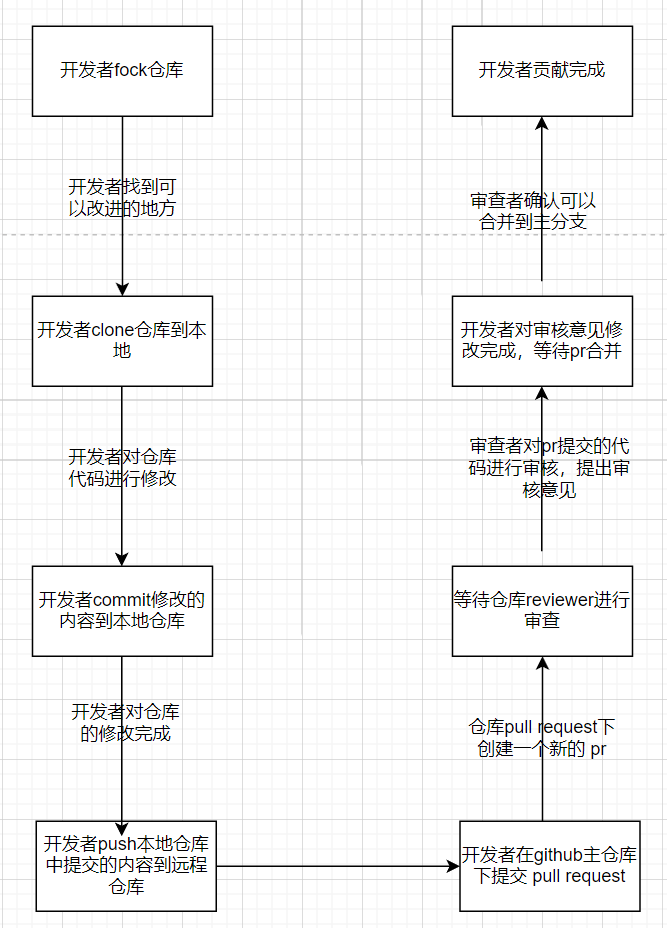 开发者fock仓库
开发者找到可
以改进的地方
开发者clone仓库到本
地
开发者对仓库
代码进行修改
开发者commit修改的
内容到本地仓库
开发者对仓库
的修改完成
开发者push本地仓库
中提交的内容到远程
仓库
开发者在github主仓库
下提交 pull request
仓库pull request下
创建一个新的 pr
等待仓库reviewer进行
审查
审查者对pr提交的代
码进行审核，提出审
核意见
开发者对审核意见修
改完成，等待pr合并
审查者确认可以
合并到主分支
开发者贡献完成